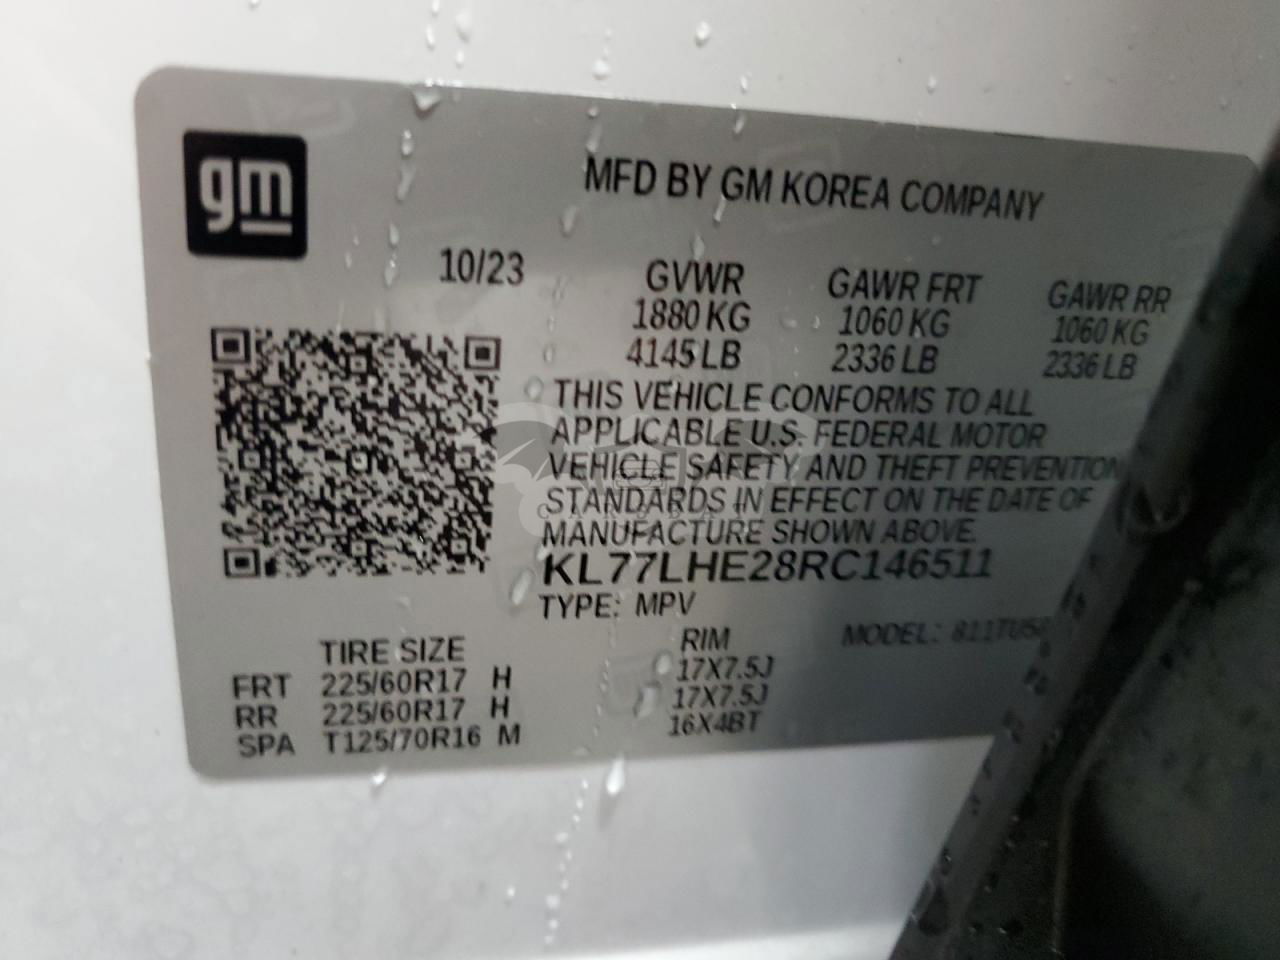 gm
MFD BY GM KOREA COMPANY
10/23
GVWR GAWR FRT GAWR RR
1880 KG 1060 KG 1060 KG
4145 LB 2336 LB 2336 LB
THIS VEHICLE CONFORMS TO ALL
APPLICABLE U.S. FEDERAL MOTOR
VEHICLE SAFETY AND THEFT PREVENTION
STANDARDS IN EFFECT ON THE DATE OF
MANUFACTURE SHOWN ABOVE.
KL77LHE28RC146511
TYPE: MPV
MODEL:
TIRE SIZE RIM
FRT 225/60R17 H 17X7.5J
RR 225/60R17 H 17X7.5J
SPA T125/70R16 M 16X4BT